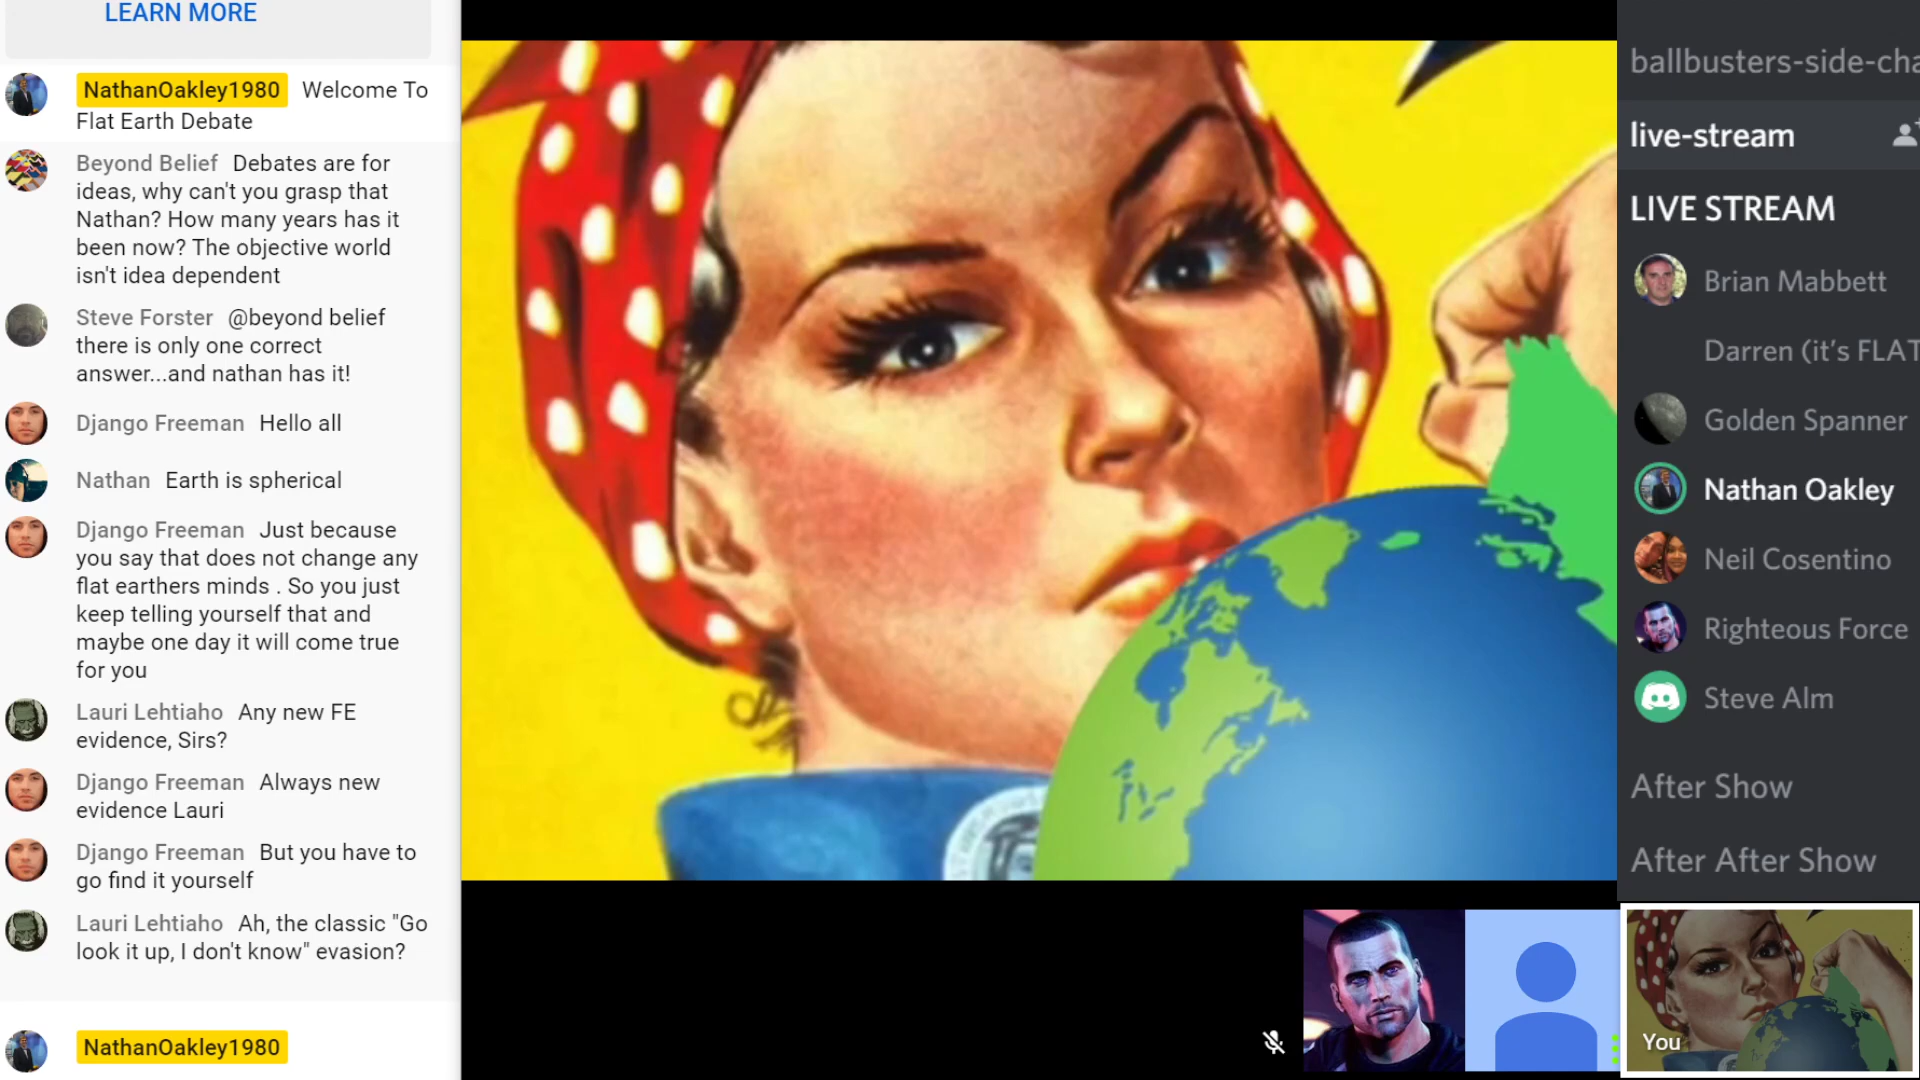 LEARN MORE
NathanOakley1980 Welcome To
Flat Earth Debate
Beyond Belief Debates are for
ideas, why can't you grasp that
Nathan? How many years has it
been now? The objective world
isn't idea dependent
Steve Forster @beyond belief
there is only one correct
answer...and nathan has it!
Django Freeman Hello all
Nathan Earth is spherical
Django Freeman Just because
you say that does not change any
flat earthers minds . So you just
keep telling yourself that and
maybe one day it will come true
for you
Lauri Lehtiaho Any new FE
evidence, Sirs?
Django Freeman Always new
evidence Lauri
Django Freeman But you have to
go find it yourself
Lauri Lehtiaho Ah, the classic "Go
look it up, I don't know" evasion?
NathanOakley1980
ballbusters-side-cha
live-stream
LIVE STREAM
Brian Mabbett
Darren (it’s FLAT
Golden Spanner
Nathan Oakley
Neil Cosentino
Righteous Force
Steve Alm
After Show
After After Show
You